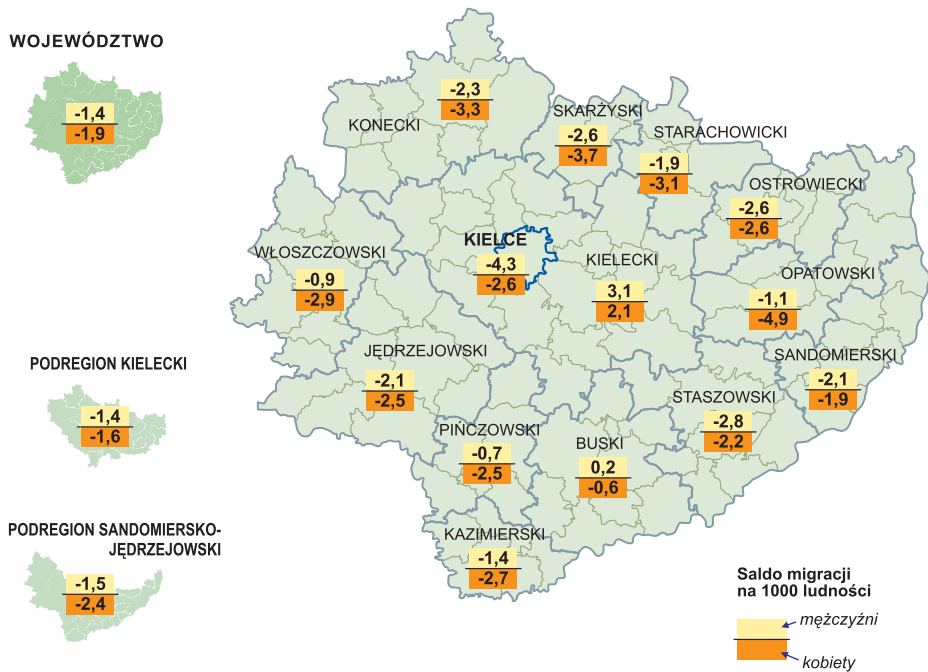 WOJEWÓDZTWO
-1,4
-1,9
PODREGION KIELECKI
-1,4
-1,6
PODREGION SANDOMIERSKO-
JĘDRZEJOWSKI
-1,5
-2,4
KONECKI
-2,3
-3,3
SKARŻYSKI
-2,6
-3,7
STARACHOWICKI
-1,9
-3,1
OSTROWIECKI
-2,6
-2,6
WŁOSZCZOWSKI
-0,9
-2,9
KIELCE
-4,3
-2,6
KIELECKI
3,1
2,1
OPATOWSKI
-1,1
-4,9
JĘDRZEJOWSKI
-2,1
-2,5
SANDOMIERSKI
-2,1
-1,9
STASZOWSKI
-2,8
-2,2
PIŃCZOWSKI
-0,7
-2,5
BUSKI
0,2
-0,6
KAZIMIERSKI
-1,4
-2,7
Saldo migracji
na 1000 ludności
mężczyźni
kobiety